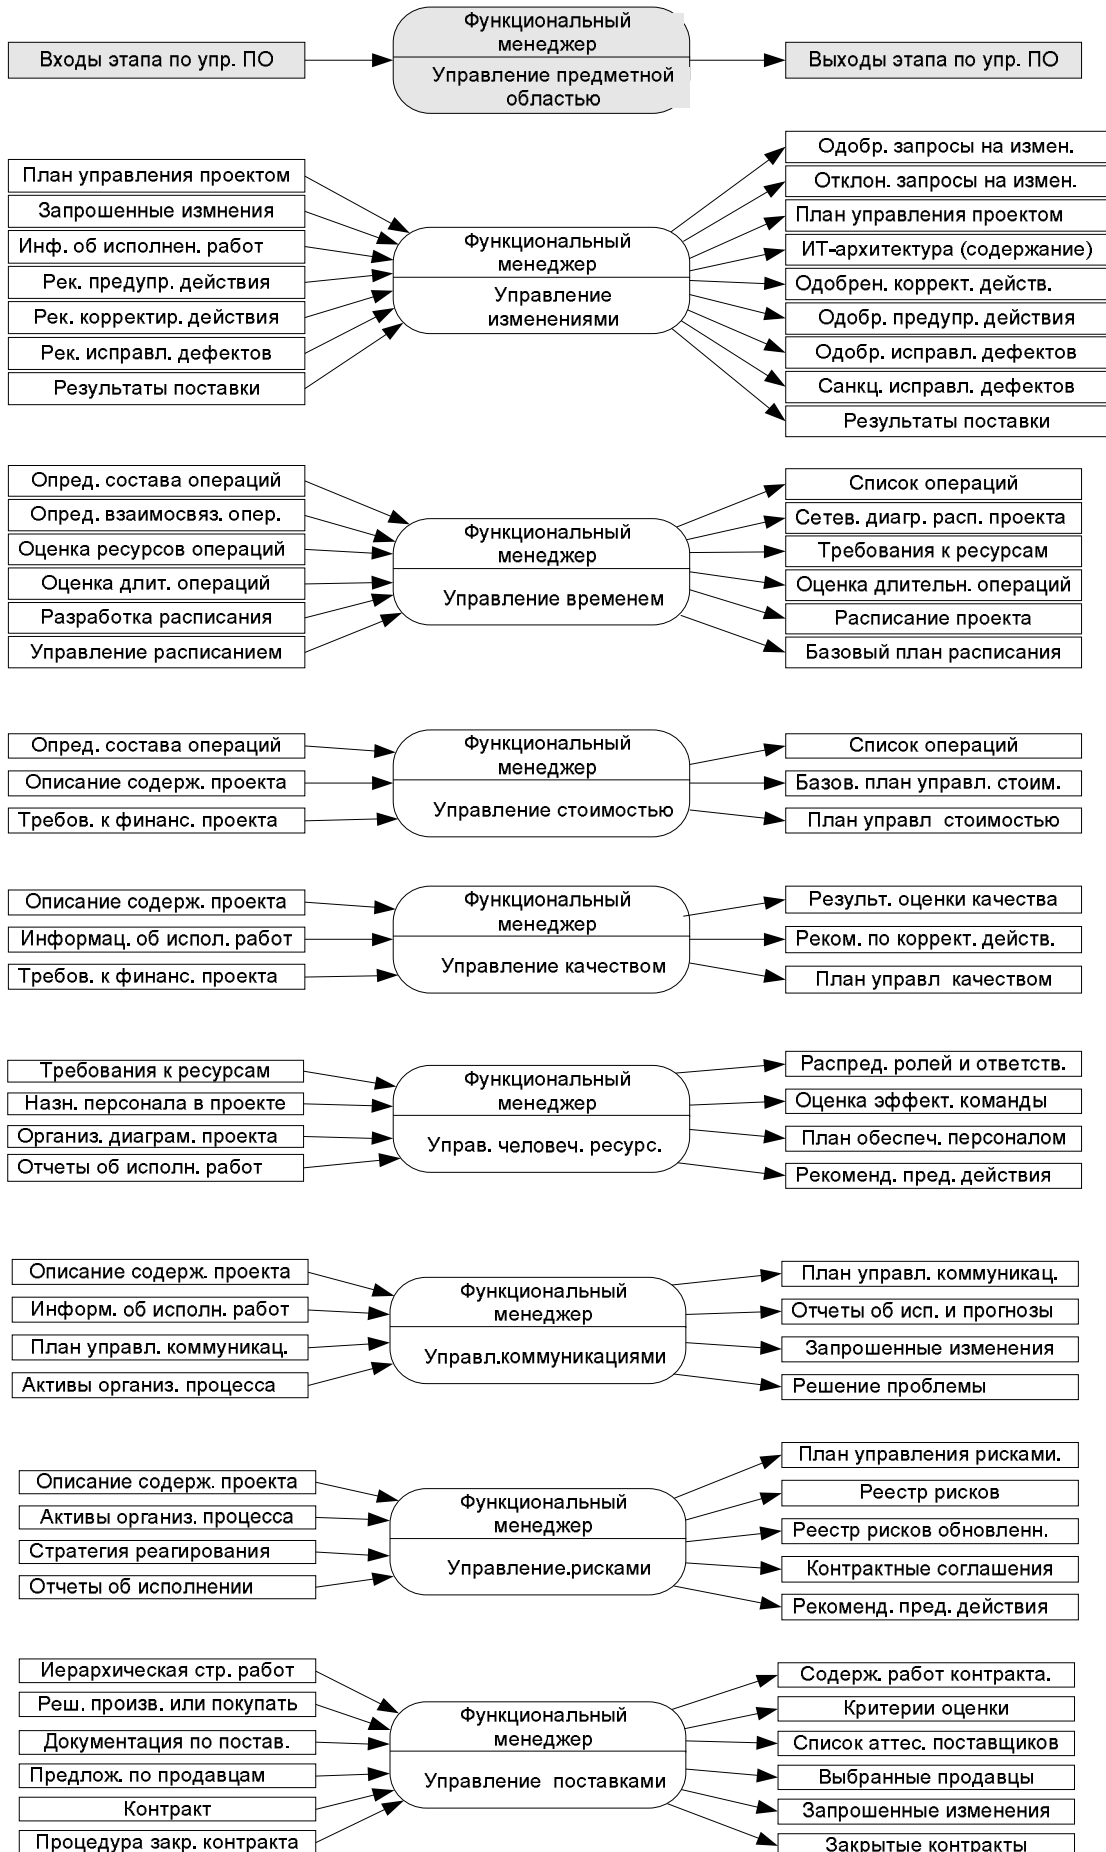 Функциональный
менеджер
Входы этапа по упр. ПО
Управление предметной
областью
Выходы этапа по упр. ПО
План управления проектом
Запрошенные измнения
Инф. об исполнен. работ
Рек. предупр. действия
Рек. корректир. действия
Рек. исправл. дефектов
Результаты поставки
Функциональный
менеджер
Управление
изменениями
Одобр. запросы на измен.
Отклон. запросы на измен.
План управления проектом
ИТ-архитектура (содержание)
Одобрен. коррект. действ.
Одобр. предупр. действия
Одобр. исправл. дефектов
Санкц. исправл. дефектов
Результаты поставки
Опред. состава операций
Опред. взаимосвяз. опер.
Оценка ресурсов операций
Оценка длит. операций
Разработка расписания
Управление расписанием
Функциональный
менеджер
Управление временем
Список операций
Сетев. диагр. расп. проекта
Требования к ресурсам
Оценка длительн. операций
Расписание проекта
Базовый план расписания
Опред. состава операций
Описание содерж. проекта
Требов. к финанс. проекта
Функциональный
менеджер
Управление стоимостью
Список операций
Базов. план управл. стоим.
План управл стоимостью
Описание содерж. проекта
Информац. об испол. работ
Требов. к финанс. проекта
Функциональный
менеджер
Управление качеством
Результ. оценки качества
Реком. по коррект. действ.
План управл качеством
Требования к ресурсам
Назн. персонала в проекте
Организ. диаграм. проекта
Отчеты об исполн. работ
Функциональный
менеджер
Управ. человеч. ресурс.
Распред. ролей и ответств.
Оценка эффект. команды
План обеспеч. персоналом
Рекоменд. пред. действия
Описание содерж. проекта
Информ. об исполн. работ
План управл. коммуникац.
Активы организ. процесса
Функциональный
менеджер
Управл.коммуникациями
План управл. коммуникац.
Отчеты об исп. и прогнозы
Запрошенные изменения
Решение проблемы
Описание содерж. проекта
Активы организ. процесса
Стратегия реагирования
Отчеты об исполнении
Функциональный
менеджер
Управление.рисками
План управления рисками.
Реестр рисков
Реестр рисков обновленн.
Контрактные соглашения
Рекоменд. пред. действия
Иерархическая стр. работ
Реш. произв. или покупать
Документация по постав.
Предлож. по продавцам
Контракт
Процедура закр. контракта
Функциональный
менеджер
Управление поставками
Содерж. работ контракта.
Критерии оценки
Список аттес. поставщиков
Выбранные продавцы
Запрошенные изменения
Закрытые контракты